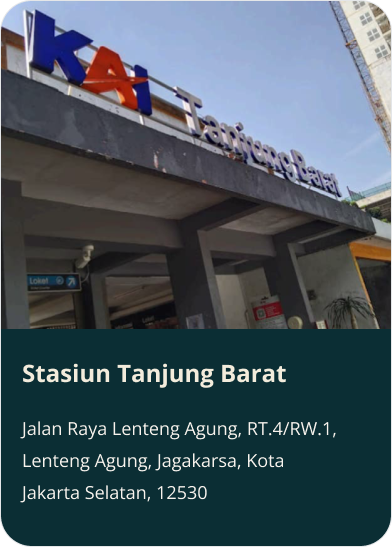 KAI Tanjung Barat
Loket
Stasiun Tanjung Barat
Jalan Raya Lenteng Agung, RT.4/RW.1,
Lenteng Agung, Jagakarsa, Kota
Jakarta Selatan, 12530